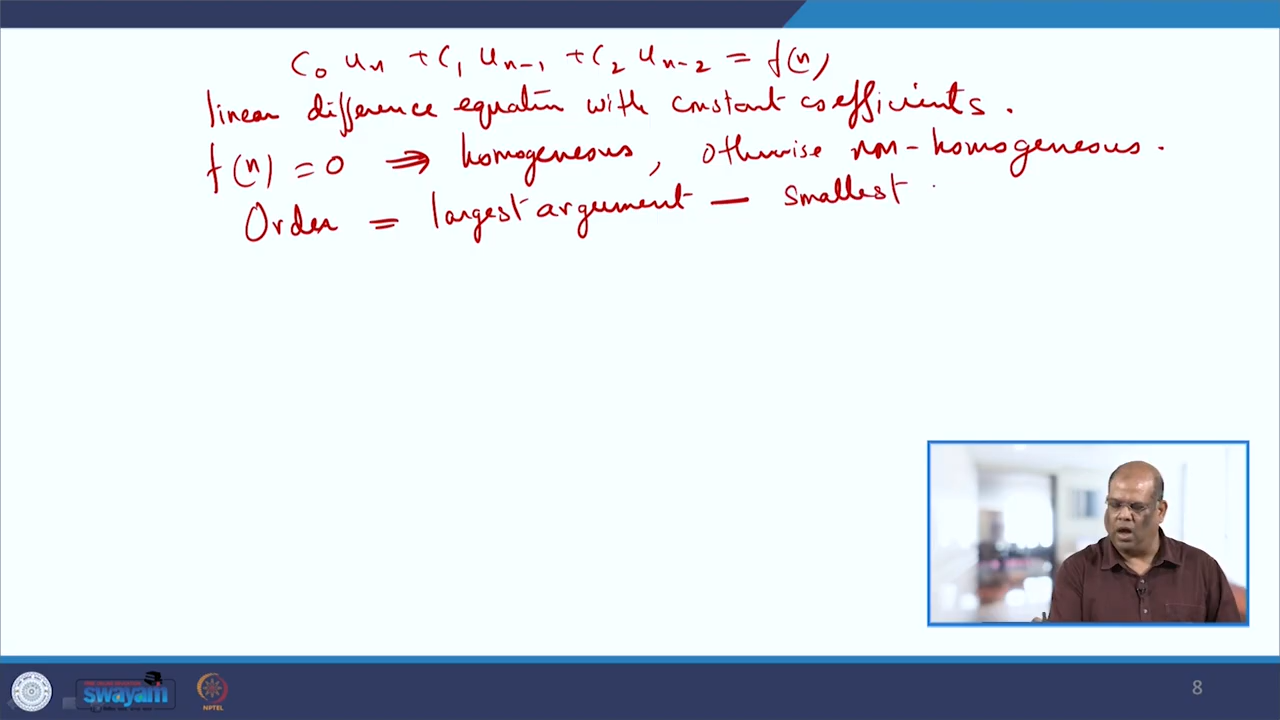 C₀ uₙ + C₁ uₙ₋₁ + C₂ uₙ₋₂ = f(n)
linear difference equation with constant coefficients.
f(n) = 0 ⇒ homogeneous, otherwise non-homogeneous.
Order = largest argument — smallest
swayam
NPTEL
8